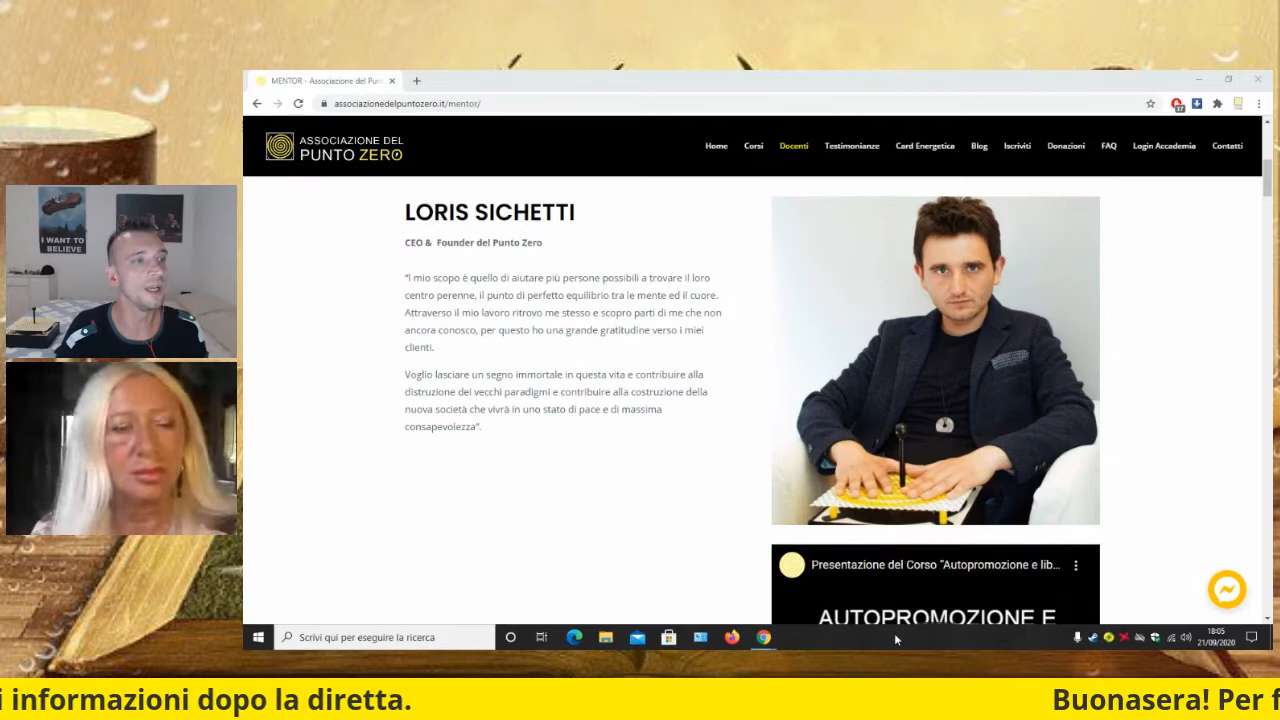 MENTOR - Associazione del Pun
associazionedelpuntozero.it/mentor/
27
ASSOCIAZIONE DEL
PUNTO ZERO
Home Corsi Docenti Testimonianze Card Energetica Blog Iscriviti Donazioni FAQ Login Accademia Contatti
I WANT TO
BELIEVE
LORIS SICHETTI
CEO & Founder del Punto Zero
“I mio scopo è quello di aiutare più persone possibili a trovare il loro
centro perenne, il punto di perfetto equilibrio tra le mente ed il cuore.
Attraverso il mio lavoro ritrovo me stesso e scopro parti di me che non
ancora conosco, per questo ho una grande gratitudine verso i miei
clienti.
Voglio lasciare un segno immortale in questa vita e contribuire alla
distruzione dei vecchi paradigmi e contribuire alla costruzione della
nuova società che vivrà in uno stato di pace e di massima
consapevolezza”.
Presentazione del Corso “Autopromozione e lib...
AUTOPROMOZIONE E
Scrivi qui per eseguire la ricerca
18:05
21/09/2020
i informazioni dopo la diretta.
Buonasera! Per f